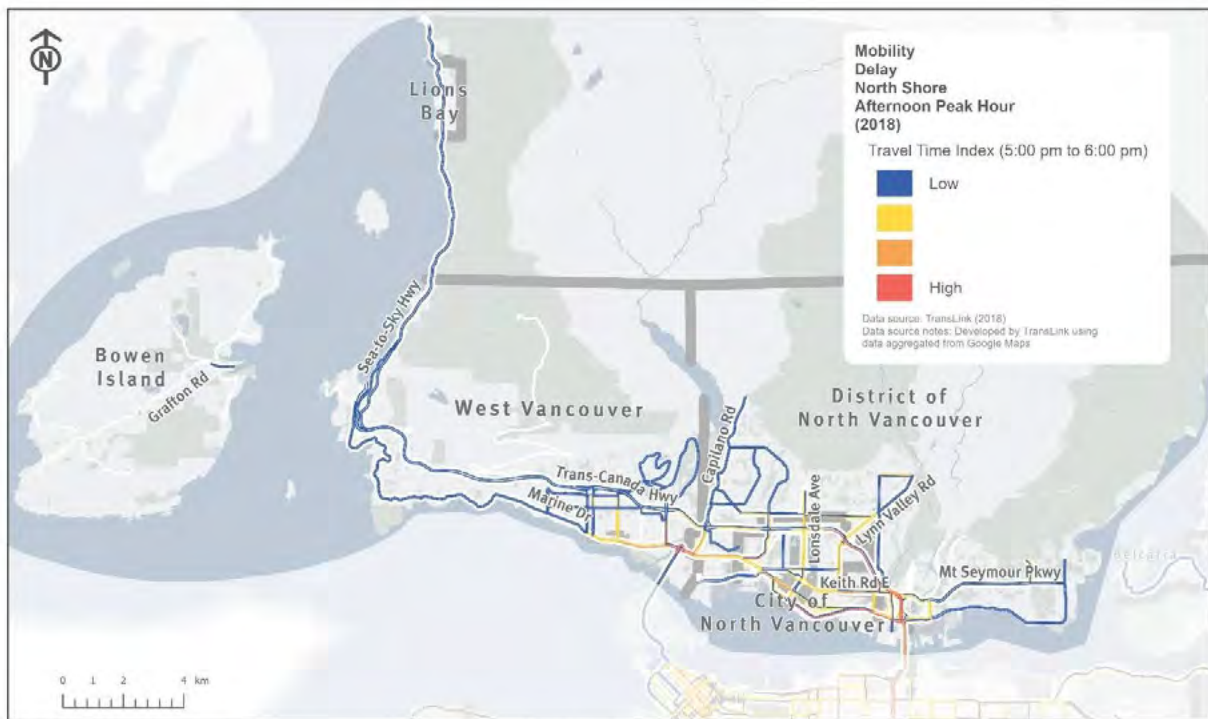 N
Mobility
Delay
North Shore
Afternoon Peak Hour
(2018)
Travel Time Index (5:00 pm to 6:00 pm)
Low
High
Data source: TransLink (2018)
Data source notes: Developed by TransLink using
data aggregated from Google Maps
Lions
Bay
Sea-to-Sky Hwy
Bowen
Island
Grafton Rd
West Vancouver
District of
North Vancouver
Capilano Rd
Trans-Canada Hwy
Marine Dr
Lonsdale Ave
Lynn Valley Rd
Belcarra
Mt Seymour Pkwy
Keith Rd E
City of
North Vancouver
0 1 2 4 km